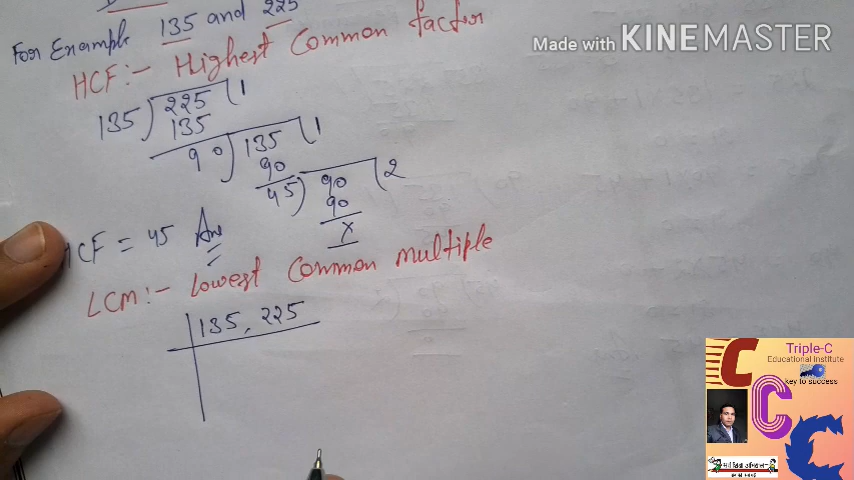 For Example 135 and 225
HCF:- Highest Common factor
135) 225 (1
135
90) 135 (1
90
45) 90 (2
90
x
HCF = 45 Ans
LCM:- Lowest Common multiple
135, 225
Made with KINEMASTER
Triple-C
Educational Institute
key to success
C
C
C